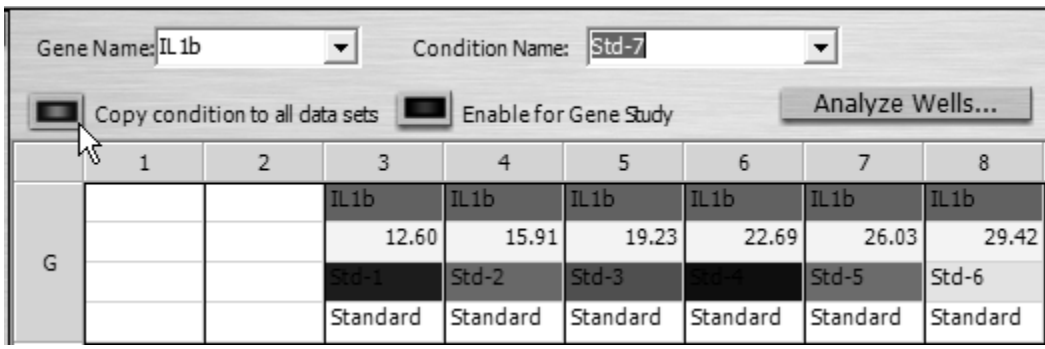 Gene Name: IL1b Condition Name: Std-7
Copy condition to all data sets Enable for Gene Study Analyze Wells...
1 2 3 4 5 6 7 8
IL1b IL1b IL1b IL1b IL1b IL1b
12.60 15.91 19.23 22.69 26.03 29.42
G
Std-1 Std-2 Std-3 Std-4 Std-5 Std-6
Standard Standard Standard Standard Standard Standard